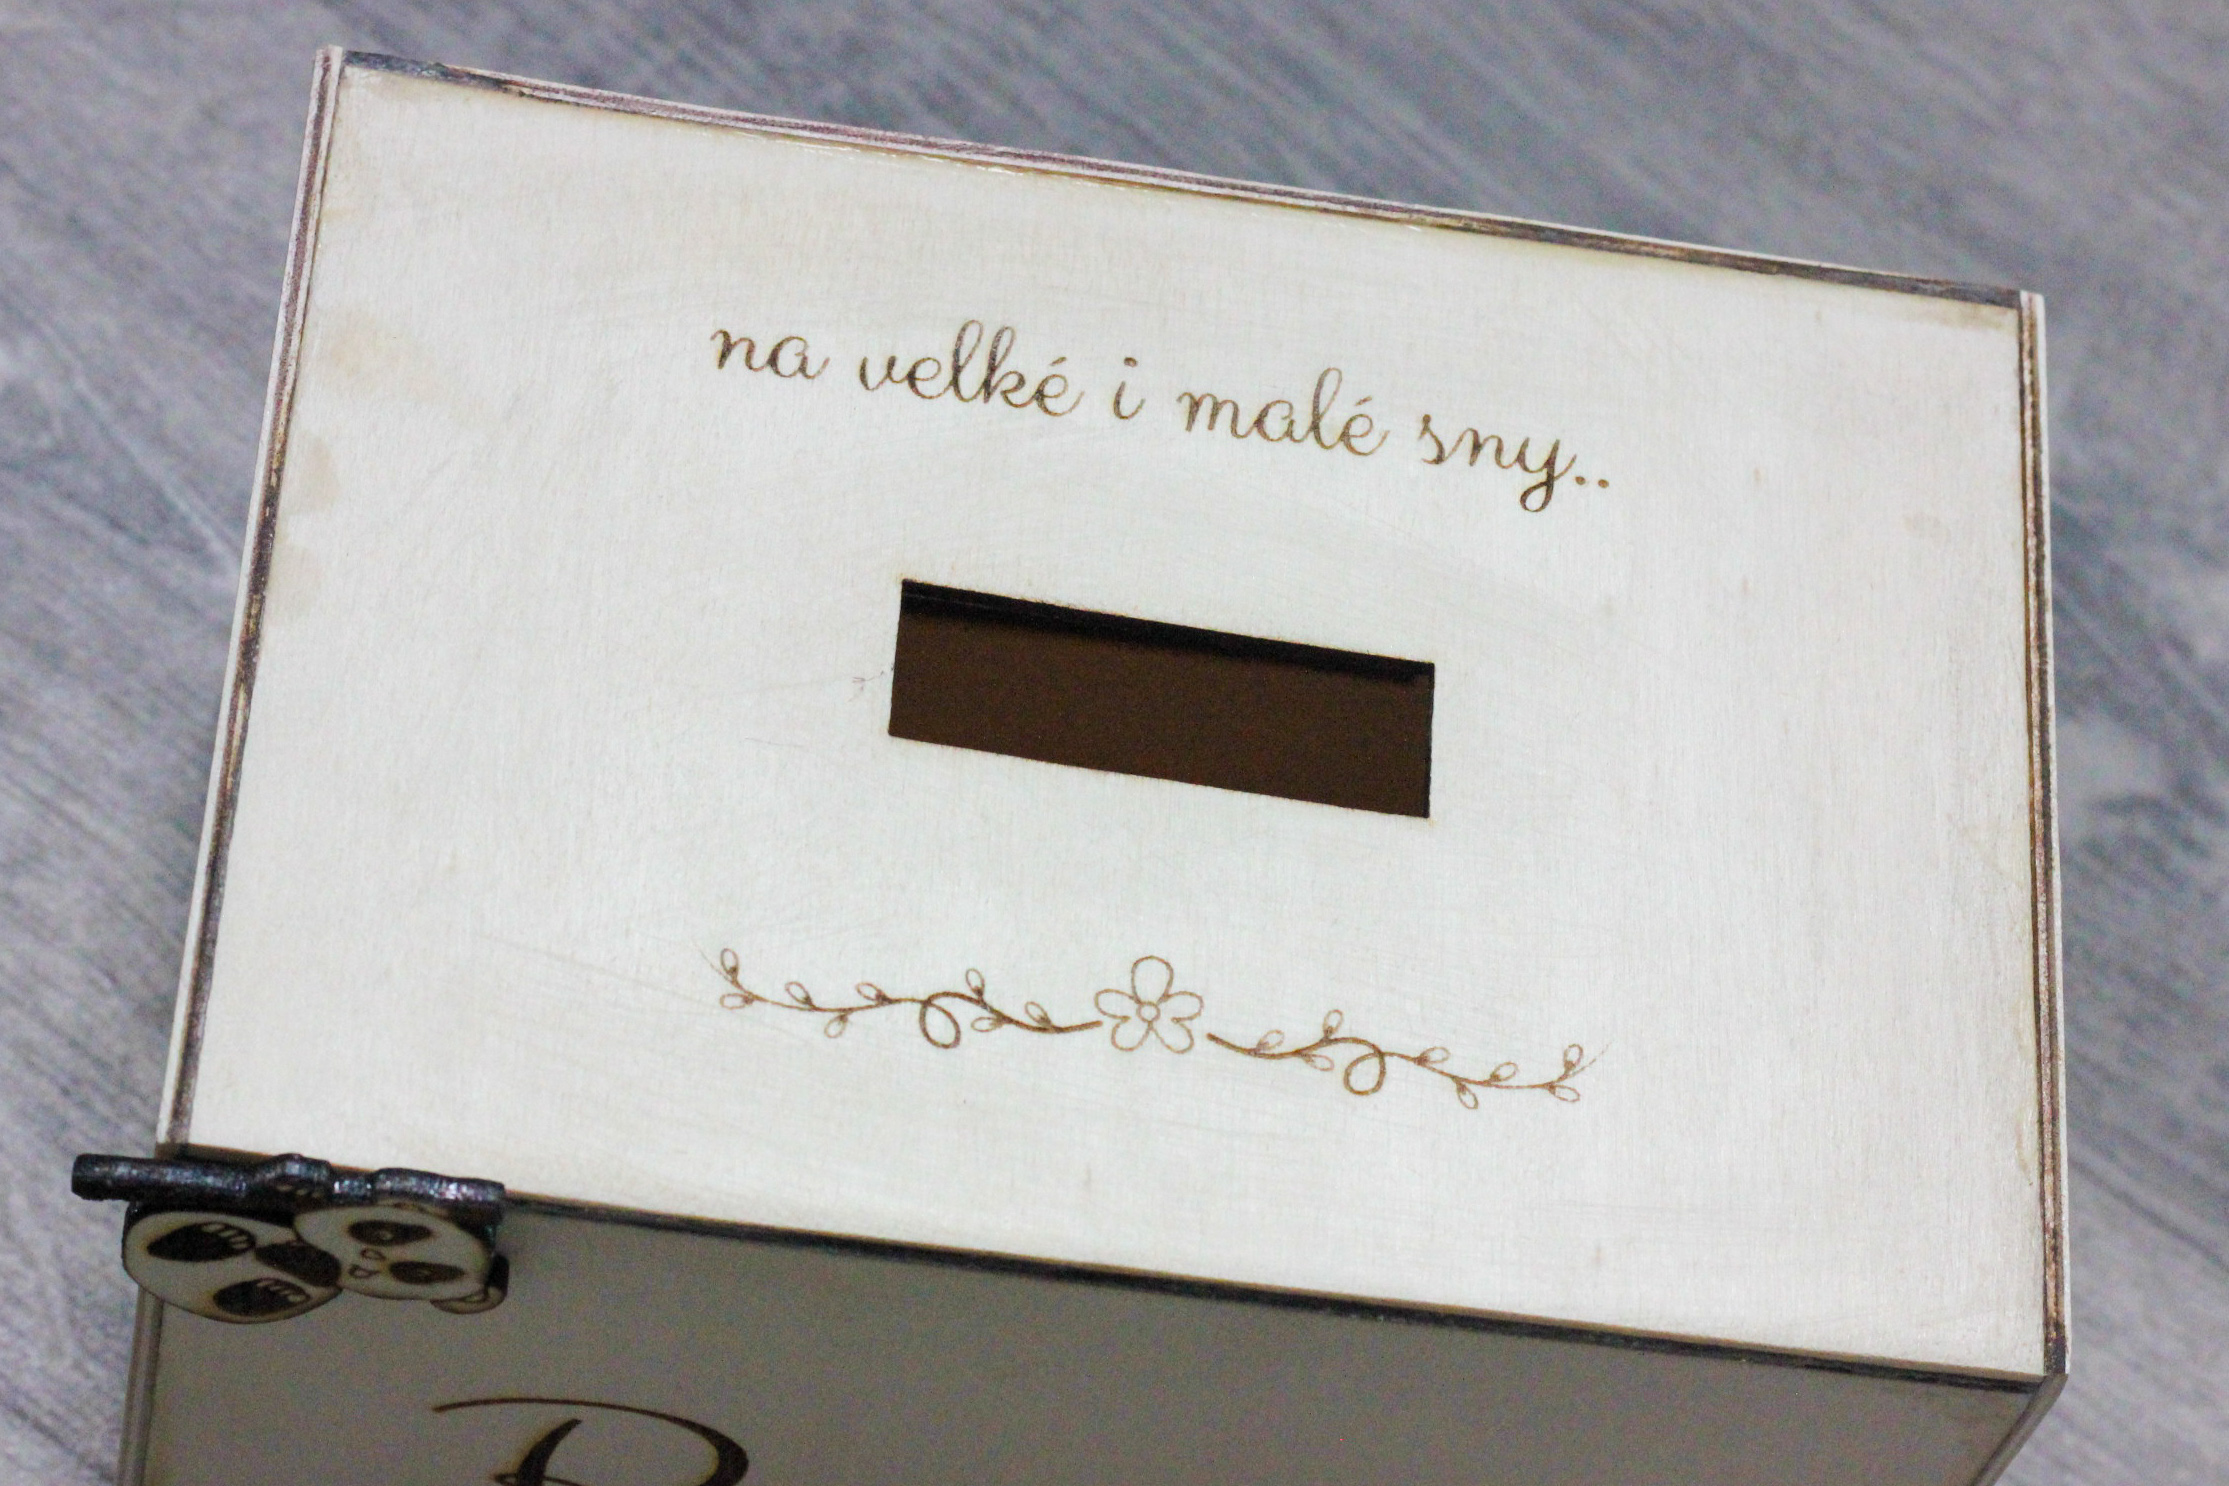 na velké i malé sny..